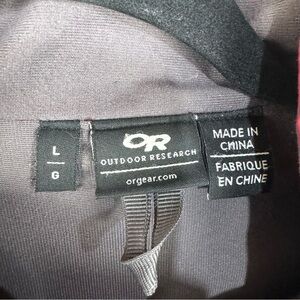 L
G
OR
OUTDOOR RESEARCH
orgear.com
MADE IN
CHINA
FABRIQUE
EN CHINE